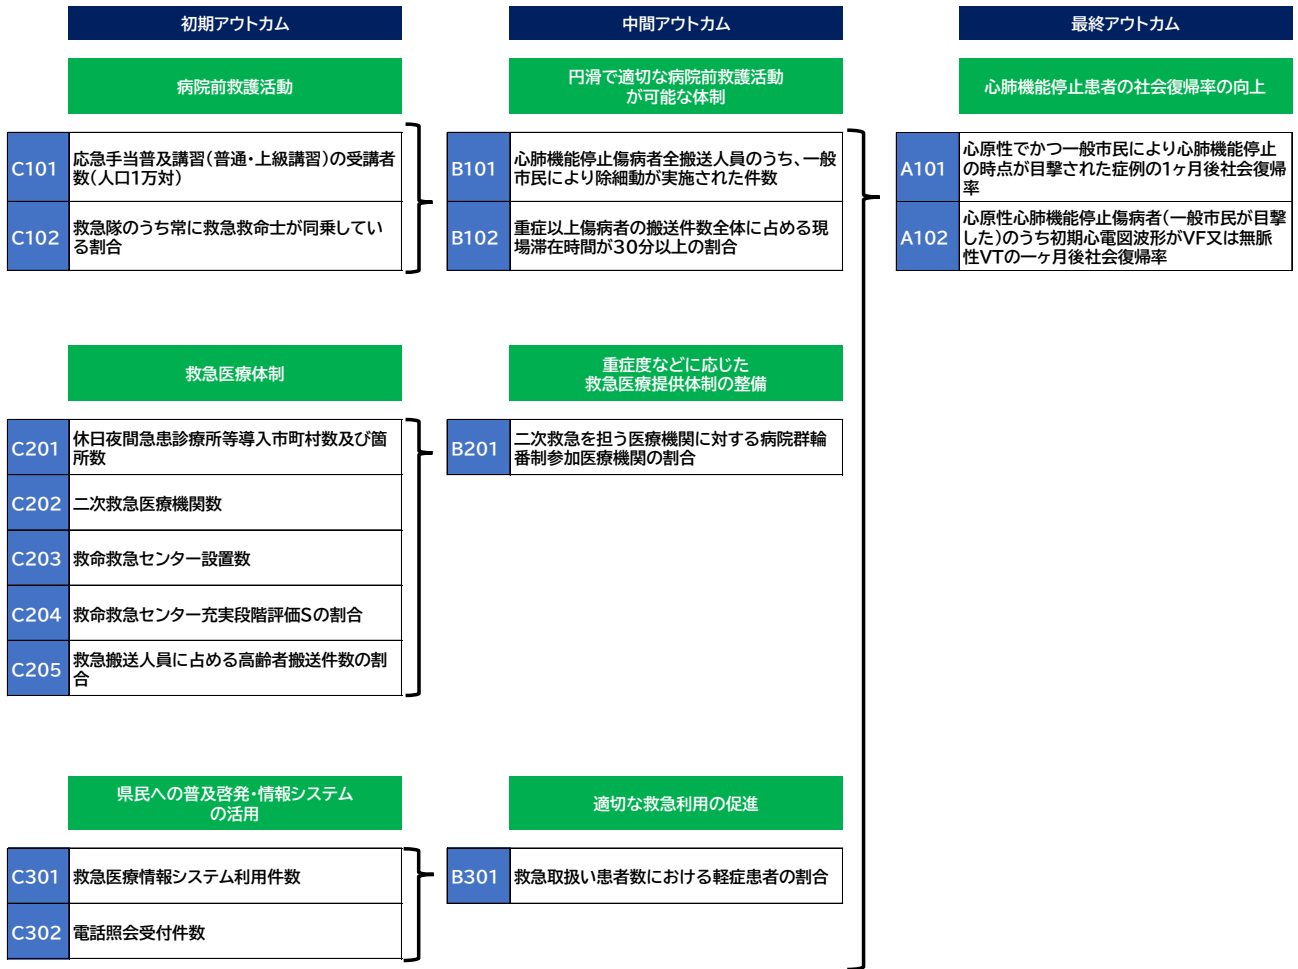 初期アウトカム
中間アウトカム
最終アウトカム
病院前救護活動
円滑で適切な病院前救護活動
が可能な体制
心肺機能停止患者の社会復帰率の向上
C101
応急手当普及講習(普通・上級講習)の受講者
数(人口1万対)
C102
救急隊のうち常に救急救命士が同乗してい
る割合
B101
心肺機能停止傷病者全搬送人員のうち、一般
市民により除細動が実施された件数
B102
重症以上傷病者の搬送件数全体に占める現
場滞在時間が30分以上の割合
A101
心原性でかつ一般市民により心肺機能停止
の時点が目撃された症例の1ヶ月後社会復帰
率
A102
心原性心肺機能停止傷病者(一般市民が目撃
した)のうち初期心電図波形がVF又は無脈
性VTの一ヶ月後社会復帰率
救急医療体制
重症度などに応じた
救急医療提供体制の整備
C201
休日夜間急患診療所等導入市町村数及び箇
所数
C202
二次救急医療機関数
C203
救命救急センター設置数
C204
救命救急センター充実段階評価Sの割合
C205
救急搬送人員に占める高齢者搬送件数の割
合
B201
二次救急を担う医療機関に対する病院群輪
番制参加医療機関の割合
県民への普及啓発・情報システム
の活用
適切な救急利用の促進
C301
救急医療情報システム利用件数
C302
電話照会受付件数
B301
救急取扱い患者数における軽症患者の割合